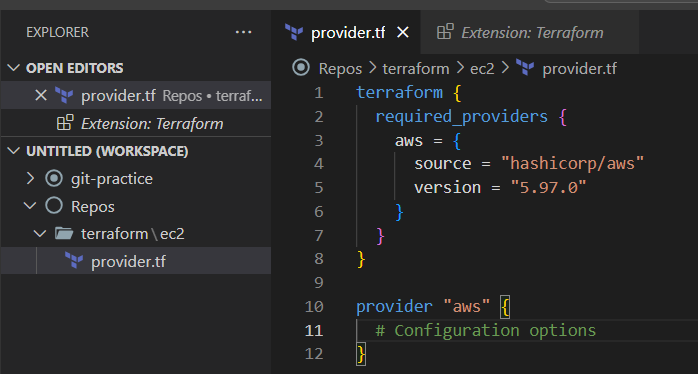 EXPLORER
···
OPEN EDITORS
provider.tf Repos • terraf...
Extension: Terraform
UNTITLED (WORKSPACE)
git-practice
Repos
terraform\ec2
provider.tf
provider.tf
Extension: Terraform
Repos > terraform > ec2 > provider.tf
1 terraform {
2   required_providers {
3     aws = {
4       source = "hashicorp/aws"
5       version = "5.97.0"
6     }
7   }
8 }
9
10 provider "aws" {
11   # Configuration options
12 }